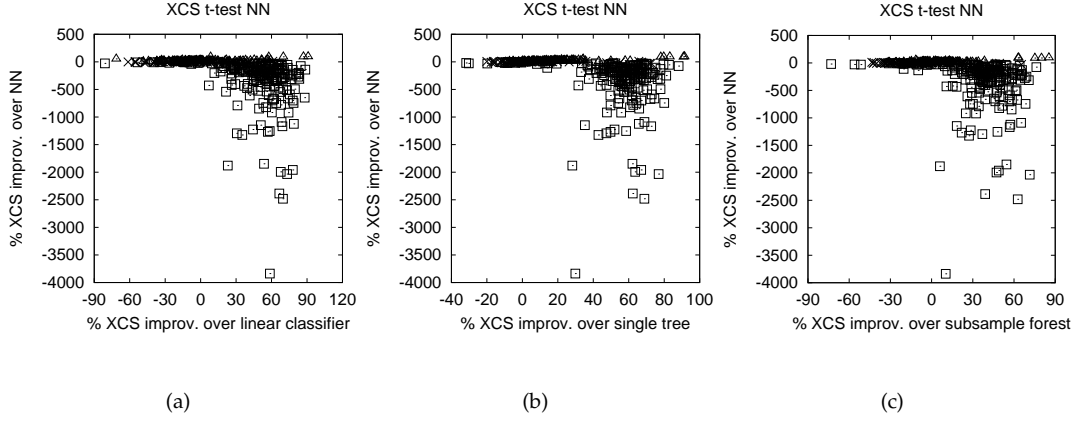 XCS t-test NN
% XCS improv. over NN
500
0
-500
-1000
-1500
-2000
-2500
-3000
-3500
-4000
-90 -60 -30 0 30 60 90 120
% XCS improv. over linear classifier
(a)
XCS t-test NN
% XCS improv. over NN
500
0
-500
-1000
-1500
-2000
-2500
-3000
-3500
-4000
-40 -20 0 20 40 60 80 100
% XCS improv. over single tree
(b)
XCS t-test NN
% XCS improv. over NN
500
0
-500
-1000
-1500
-2000
-2500
-3000
-3500
-4000
-90 -60 -30 0 30 60 90
% XCS improv. over subsample forest
(c)